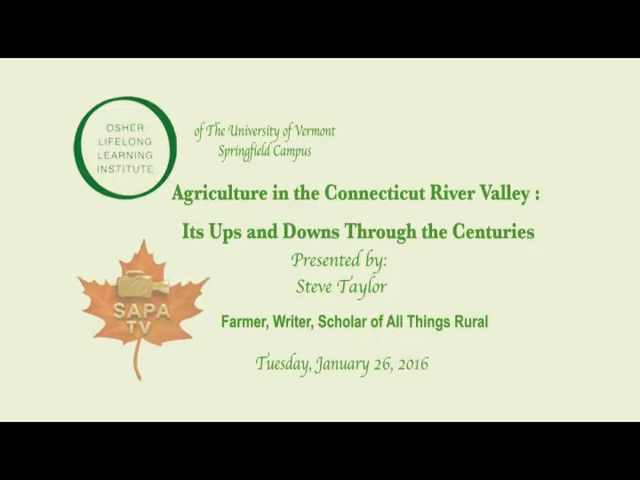 OSHER
LIFELONG
LEARNING
INSTITUTE
of The University of Vermont
Springfield Campus
Agriculture in the Connecticut River Valley :
Its Ups and Downs Through the Centuries
Presented by:
Steve Taylor
SAPA
TV
Farmer, Writer, Scholar of All Things Rural
Tuesday, January 26, 2016